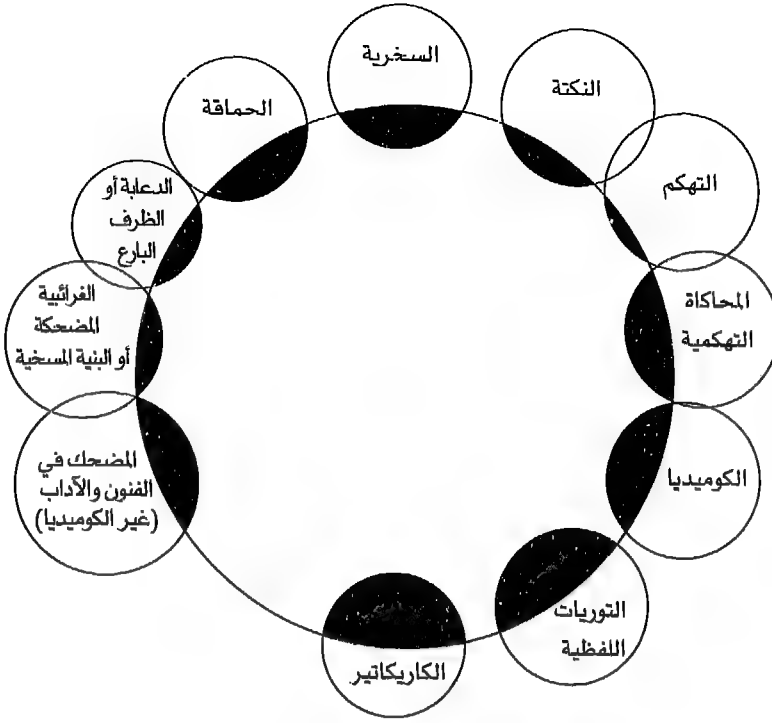 السخرية
النكتة
التهكم
المحاكاة
التهكمية
الكوميديا
التوريات
اللفظية
الكاريكاتير
المضحك في
الفنون والآداب
(غير الكوميديا)
الغرائبية
المضحكة
أو البنية المسخية
الدعابة أو
الظرف
البارع
الحماقة